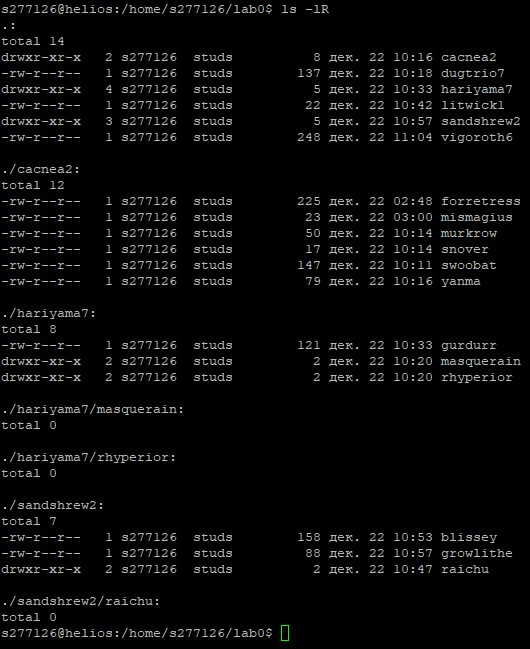 s277126@helios:/home/s277126/lab0$ ls -lR
.:
total 14
drwxr-xr-x   2 s277126  studs          8 дек. 22 10:16 cacnea2
-rw-r--r--   1 s277126  studs        137 дек. 22 10:18 dugtrio7
drwxr-xr-x   4 s277126  studs          5 дек. 22 10:33 hariyama7
-rw-r--r--   1 s277126  studs         22 дек. 22 10:42 litwick1
drwxr-xr-x   3 s277126  studs          5 дек. 22 10:57 sandshrew2
-rw-r--r--   1 s277126  studs        248 дек. 22 11:04 vigoroth6

./cacnea2:
total 12
-rw-r--r--   1 s277126  studs        225 дек. 22 02:48 forretress
-rw-r--r--   1 s277126  studs         23 дек. 22 03:00 mismagius
-rw-r--r--   1 s277126  studs         50 дек. 22 10:14 murkrow
-rw-r--r--   1 s277126  studs         17 дек. 22 10:14 snover
-rw-r--r--   1 s277126  studs        147 дек. 22 10:11 swoobat
-rw-r--r--   1 s277126  studs         79 дек. 22 10:16 yanma

./hariyama7:
total 8
-rw-r--r--   1 s277126  studs        121 дек. 22 10:33 gurdurr
drwxr-xr-x   2 s277126  studs          2 дек. 22 10:20 masquerain
drwxr-xr-x   2 s277126  studs          2 дек. 22 10:20 rhyperior

./hariyama7/masquerain:
total 0

./hariyama7/rhyperior:
total 0

./sandshrew2:
total 7
-rw-r--r--   1 s277126  studs        158 дек. 22 10:53 blissey
-rw-r--r--   1 s277126  studs         88 дек. 22 10:57 growlithe
drwxr-xr-x   2 s277126  studs          2 дек. 22 10:47 raichu

./sandshrew2/raichu:
total 0
s277126@helios:/home/s277126/lab0$